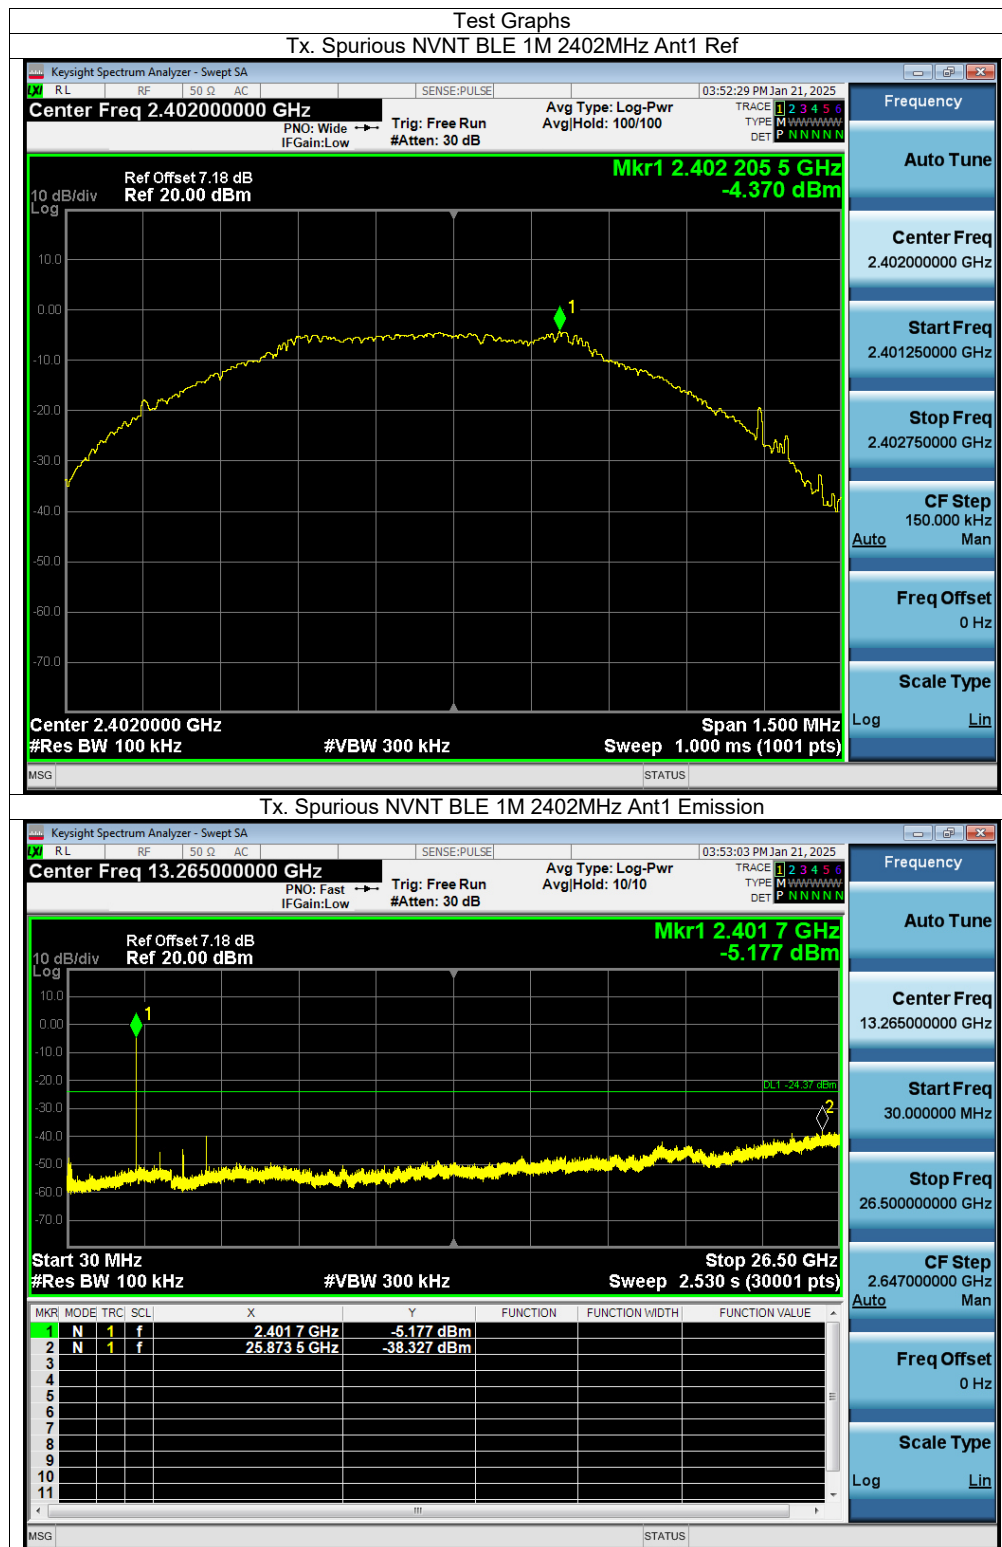 Test Graphs
Tx. Spurious NVNT BLE 1M 2402MHz Ant1 Ref
Keysight Spectrum Analyzer - Swept SA
LXI RL RF 50 Ω AC SENSE:PULSE 03:52:29 PM Jan 21, 2025
Center Freq 2.402000000 GHz
PNO: Wide
IFGain:Low
Trig: Free Run
#Atten: 30 dB
Avg Type: Log-Pwr
Avg|Hold: 100/100
TRACE 1 2 3 4 5 6
TYPE M W W W W W
DET P N N N N N
Mkr1 2.402 205 5 GHz
-4.370 dBm
Ref Offset 7.18 dB
10 dB/div Ref 20.00 dBm
Log
1
10.0
0.00
-10.0
-20.0
-30.0
-40.0
-50.0
-60.0
-70.0
Center 2.4020000 GHz Span 1.500 MHz
#Res BW 100 kHz #VBW 300 kHz Sweep 1.000 ms (1001 pts)
MSG STATUS
Frequency
Auto Tune
Center Freq
2.402000000 GHz
Start Freq
2.401250000 GHz
Stop Freq
2.402750000 GHz
CF Step
150.000 kHz
Auto Man
Freq Offset
0 Hz
Scale Type
Log Lin
Tx. Spurious NVNT BLE 1M 2402MHz Ant1 Emission
Keysight Spectrum Analyzer - Swept SA
LXI RL RF 50 Ω AC SENSE:PULSE 03:53:03 PM Jan 21, 2025
Center Freq 13.265000000 GHz
PNO: Fast
IFGain:Low
Trig: Free Run
#Atten: 30 dB
Avg Type: Log-Pwr
Avg|Hold: 10/10
TRACE 1 2 3 4 5 6
TYPE M W W W W W
DET P N N N N N
Mkr1 2.401 7 GHz
-5.177 dBm
Ref Offset 7.18 dB
10 dB/div Ref 20.00 dBm
Log
1
DL1 -24.37 dBm
2
10.0
0.00
-10.0
-20.0
-30.0
-40.0
-50.0
-60.0
-70.0
Start 30 MHz Stop 26.50 GHz
#Res BW 100 kHz #VBW 300 kHz Sweep 2.530 s (30001 pts)
MKR MODE TRC SCL X Y FUNCTION FUNCTION WIDTH FUNCTION VALUE
1 N 1 f 2.401 7 GHz -5.177 dBm
2 N 1 f 25.873 5 GHz -38.327 dBm
3
4
5
6
7
8
9
10
11
MSG STATUS
Frequency
Auto Tune
Center Freq
13.265000000 GHz
Start Freq
30.000000 MHz
Stop Freq
26.500000000 GHz
CF Step
2.647000000 GHz
Auto Man
Freq Offset
0 Hz
Scale Type
Log Lin